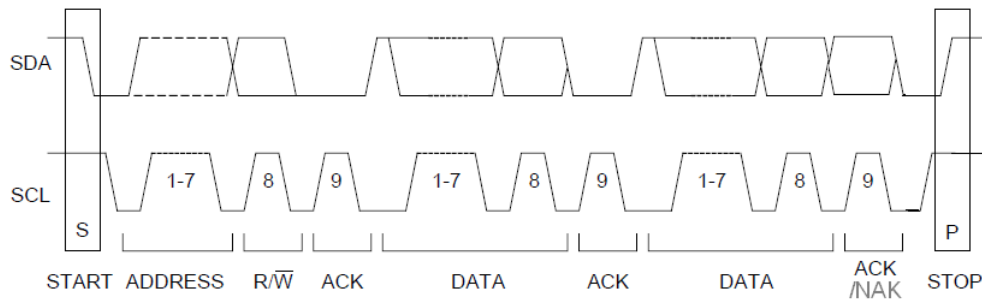 SDA
SCL
1-7 8 9 1-7 8 9 1-7 8 9
S P
START ADDRESS R/W̅ ACK DATA ACK DATA ACK STOP
/NAK